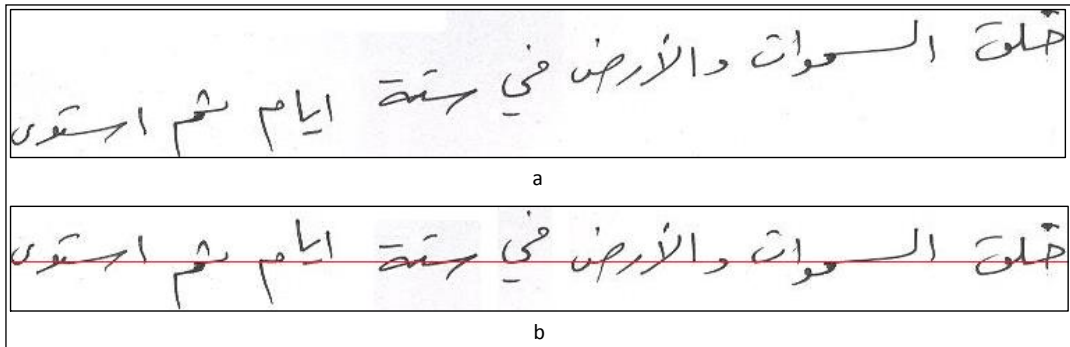 خلق السموات والأرض في ستة ايام ثم استوى
a
خلق السموات والأرض في ستة ايام ثم استوى
b